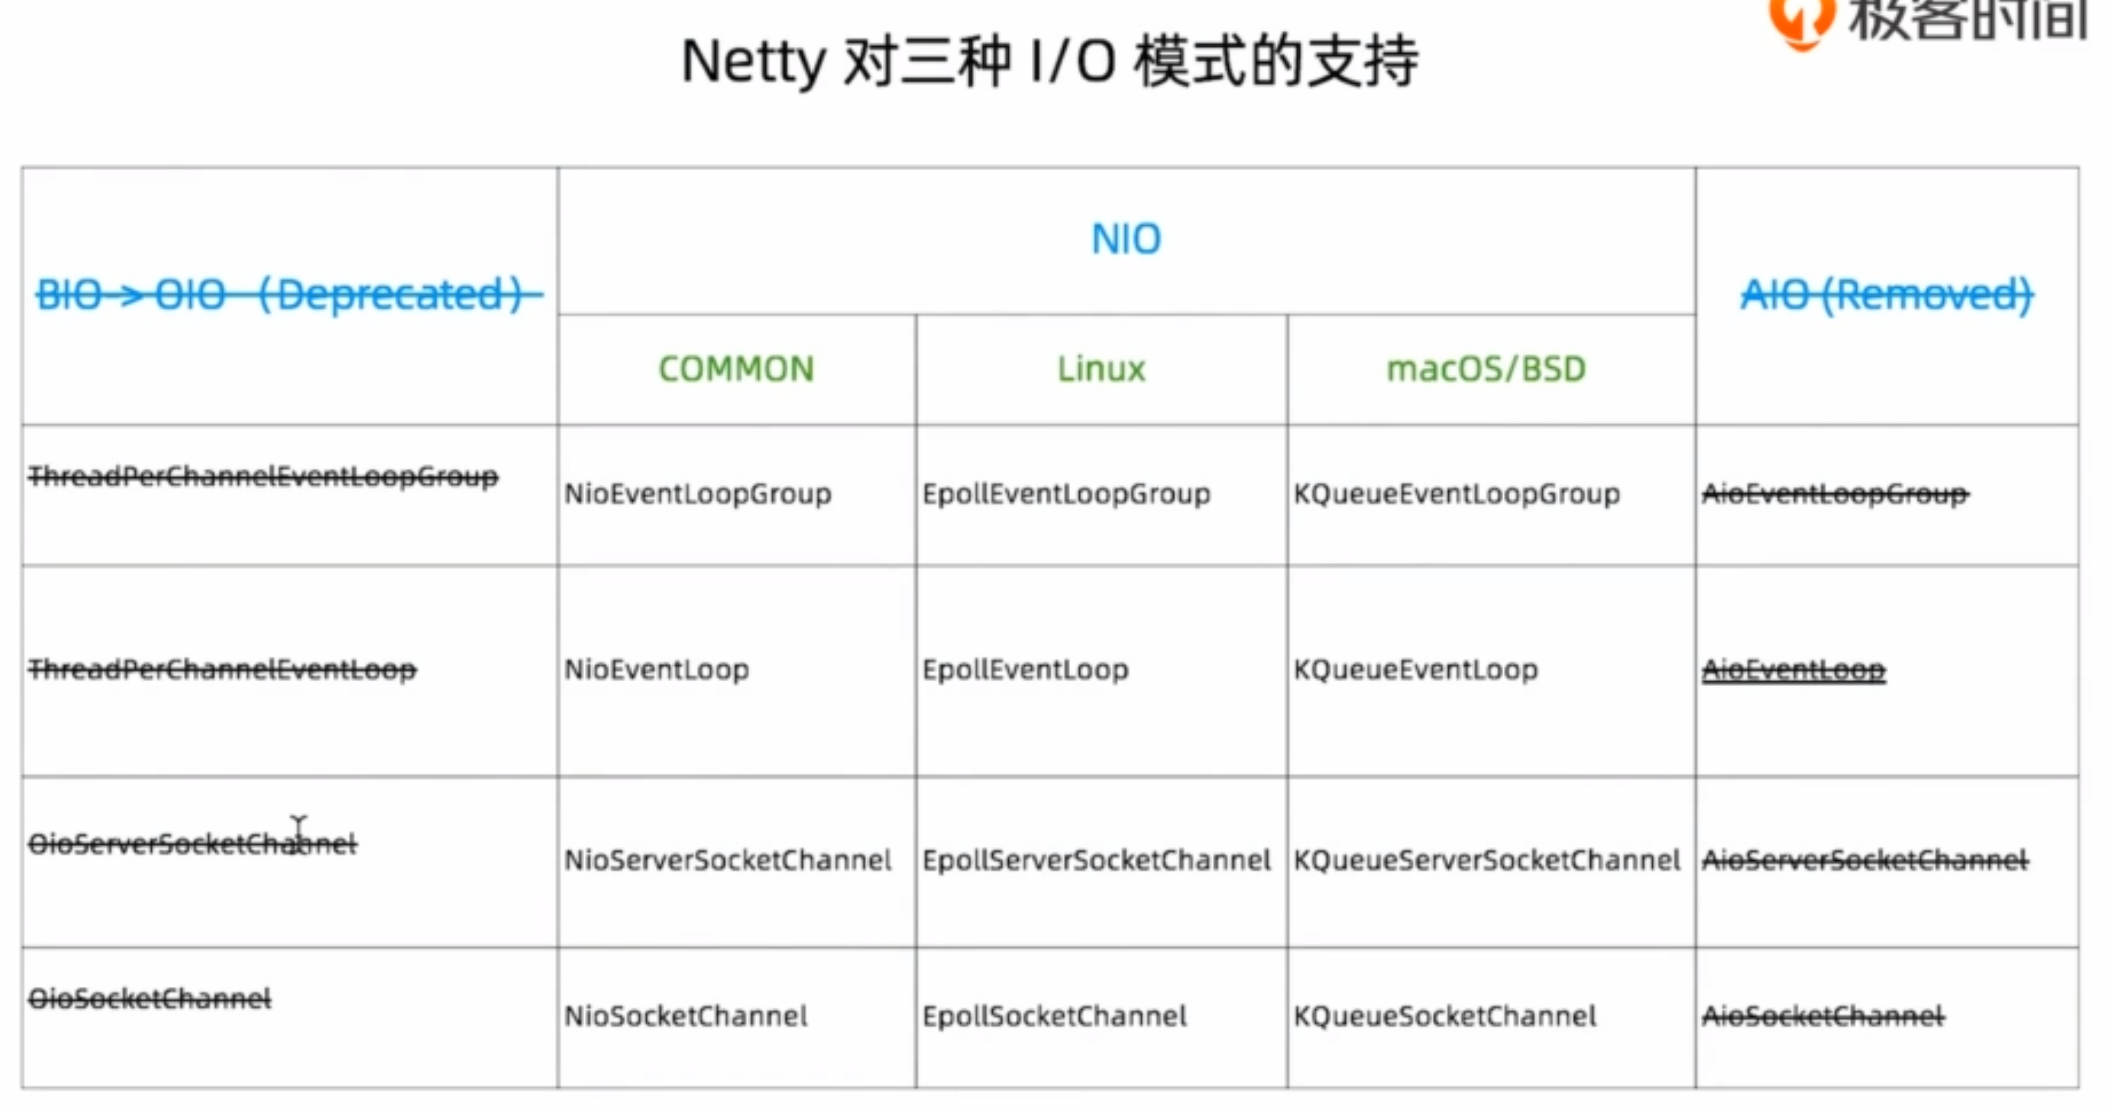 极客时间
Netty 对三种 I/O 模式的支持
BIO -> OIO （Deprecated）
NIO
AIO (Removed)
COMMON
Linux
macOS/BSD
ThreadPerChannelEventLoopGroup
NioEventLoopGroup
EpollEventLoopGroup
KQueueEventLoopGroup
AioEventLoopGroup
ThreadPerChannelEventLoop
NioEventLoop
EpollEventLoop
KQueueEventLoop
AioEventLoop
OioServerSocketChannel
NioServerSocketChannel
EpollServerSocketChannel
KQueueServerSocketChannel
AioServerSocketChannel
OioSocketChannel
NioSocketChannel
EpollSocketChannel
KQueueSocketChannel
AioSocketChannel